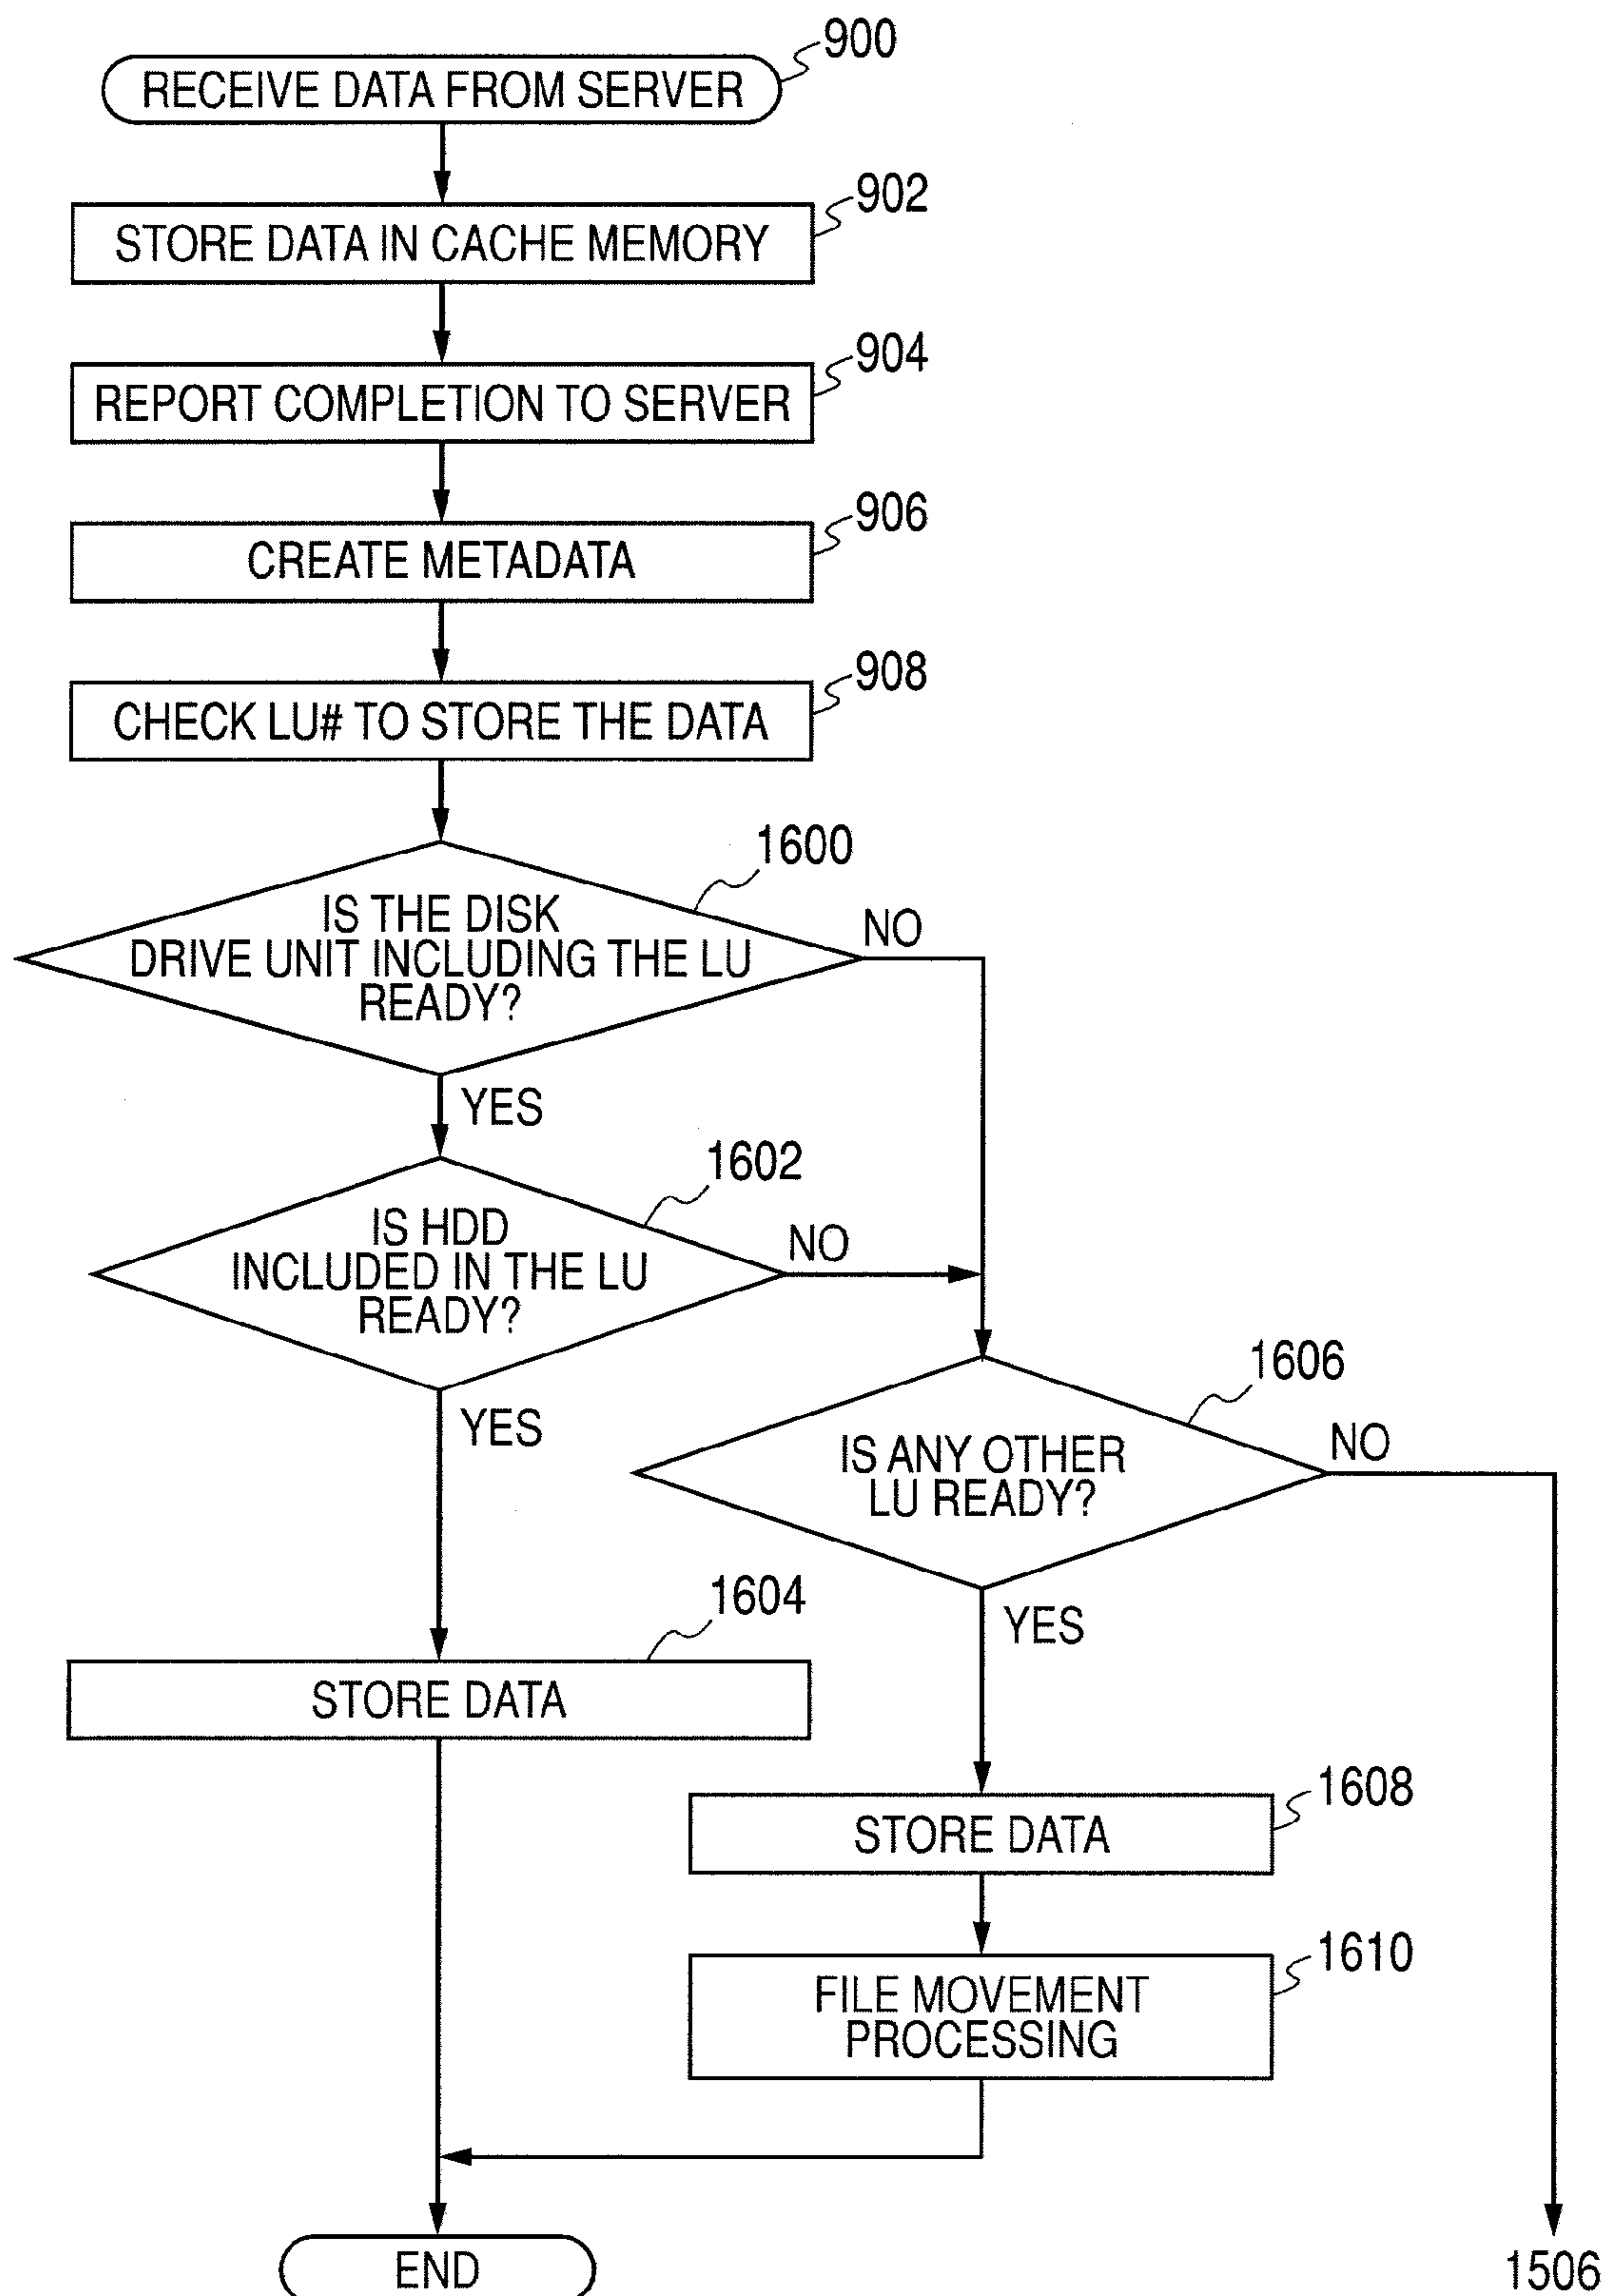 900
RECEIVE DATA FROM SERVER
902
STORE DATA IN CACHE MEMORY
904
REPORT COMPLETION TO SERVER
906
CREATE METADATA
908
CHECK LU# TO STORE THE DATA
1600
IS THE DISK
DRIVE UNIT INCLUDING THE LU
READY?
NO
YES
1602
IS HDD
INCLUDED IN THE LU
READY?
NO
YES
1606
IS ANY OTHER
LU READY?
NO
YES
1604
STORE DATA
1608
STORE DATA
1610
FILE MOVEMENT
PROCESSING
END
1506